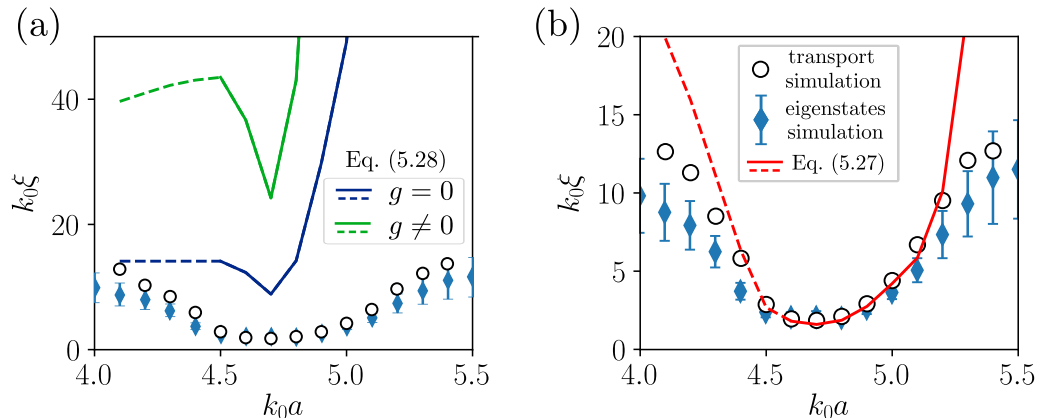 (a)
40
20
0
k₀ξ
4.0
4.5
5.0
5.5
k₀a
Eq. (5.28)
g = 0
g ≠ 0
(b)
20
15
10
5
0
k₀ξ
4.0
4.5
5.0
5.5
k₀a
transport
simulation
eigenstates
simulation
Eq. (5.27)